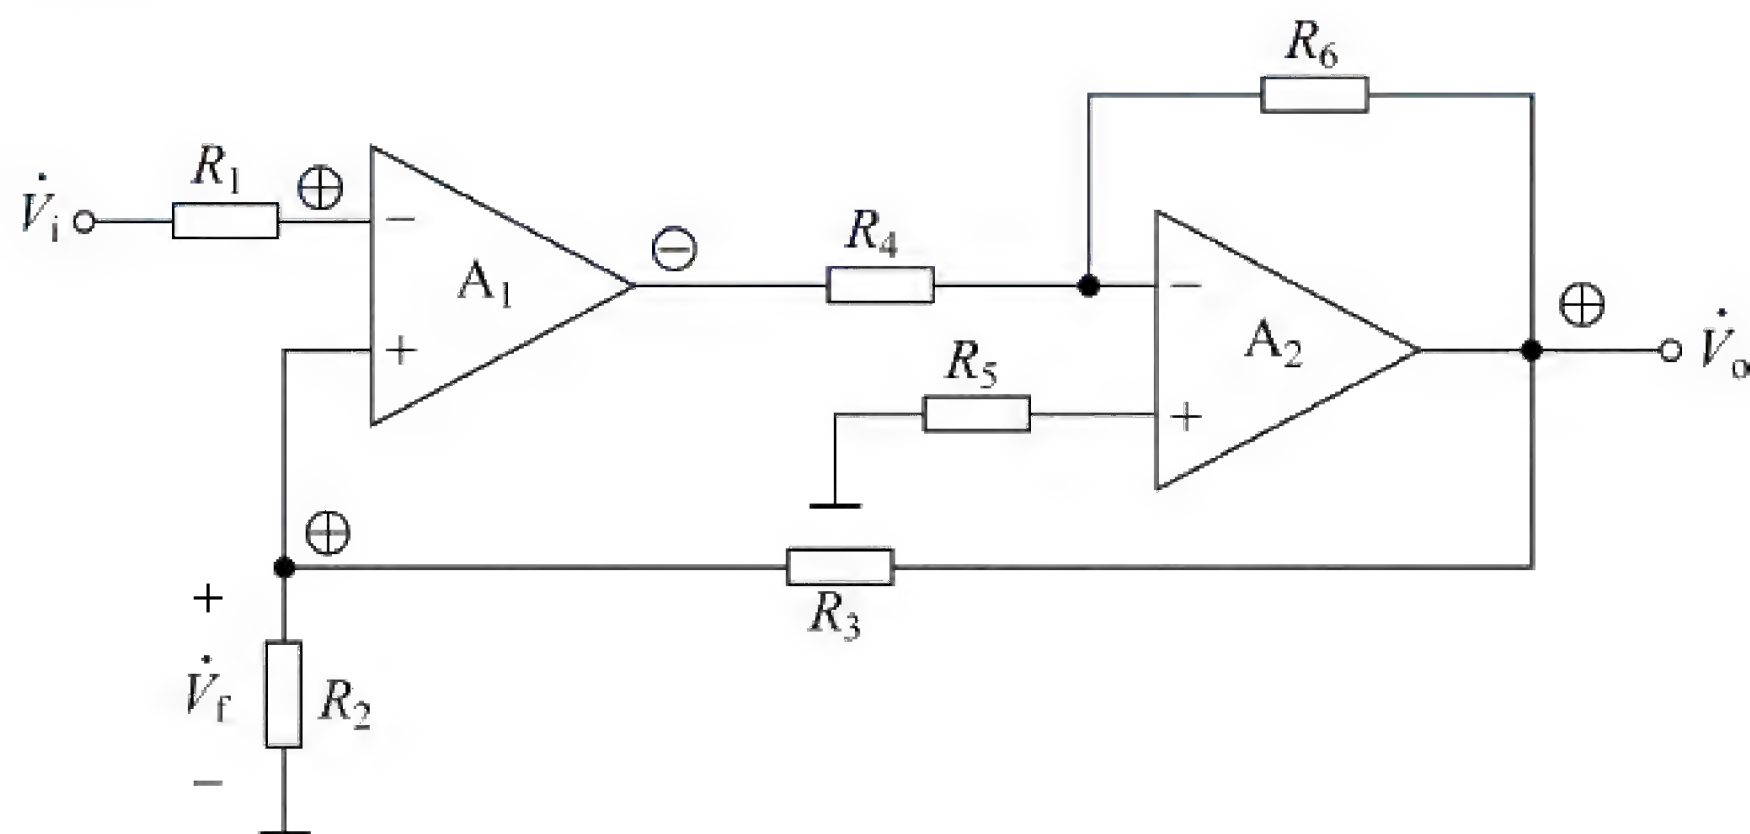 R₆
R₁
⊕
V̇ᵢ
−
A₁
+
⊖
R₄
−
A₂
+
R₅
⊕
V̇ₒ
⊕
R₃
+
V̇f
−
R₂